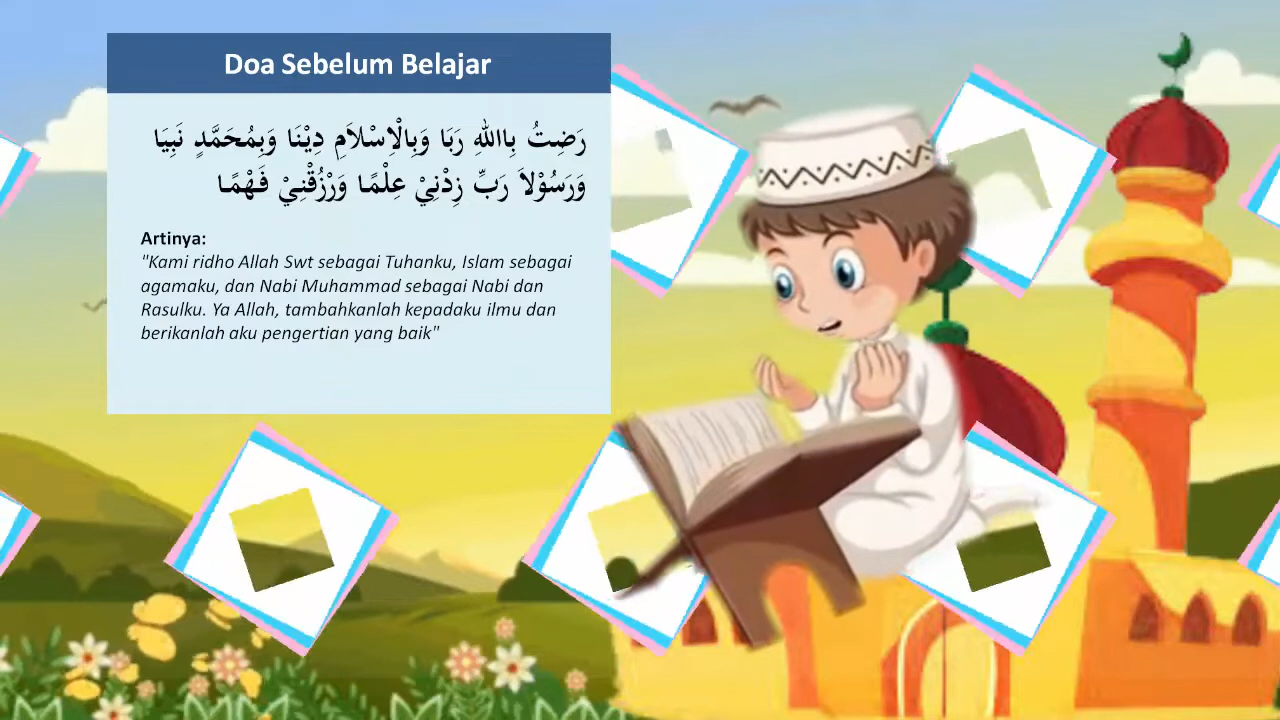 Doa Sebelum Belajar
رَضِتُ بِااللهِ رَبَا وَبِالْاِسْلاَمِ دِيْنَا وَبِمُحَمَّدٍ نَبِيَا
وَرَسُوْلاَ رَبِّ زِدْنِيْ عِلْمًا وَرْزُقْنِيْ فَهْمًا
Artinya:
"Kami ridho Allah Swt sebagai Tuhanku, Islam sebagai
agamaku, dan Nabi Muhammad sebagai Nabi dan
Rasulku. Ya Allah, tambahkanlah kepadaku ilmu dan
berikanlah aku pengertian yang baik"